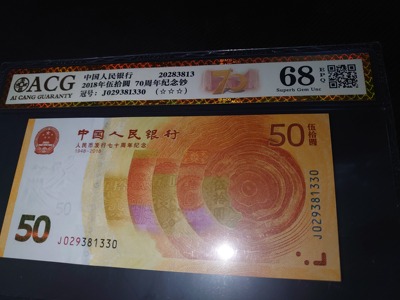 ACG
AI CANG GUARANTY
中国人民银行 20283813
2018年伍拾圆 70周年纪念钞
冠号: J029381330 (☆☆☆)
70
68 EPQ
Superb Gem Unc
中国人民银行
人民币发行七十周年纪念
1948-2018
50 伍拾圆
J029381330
50
J029381330